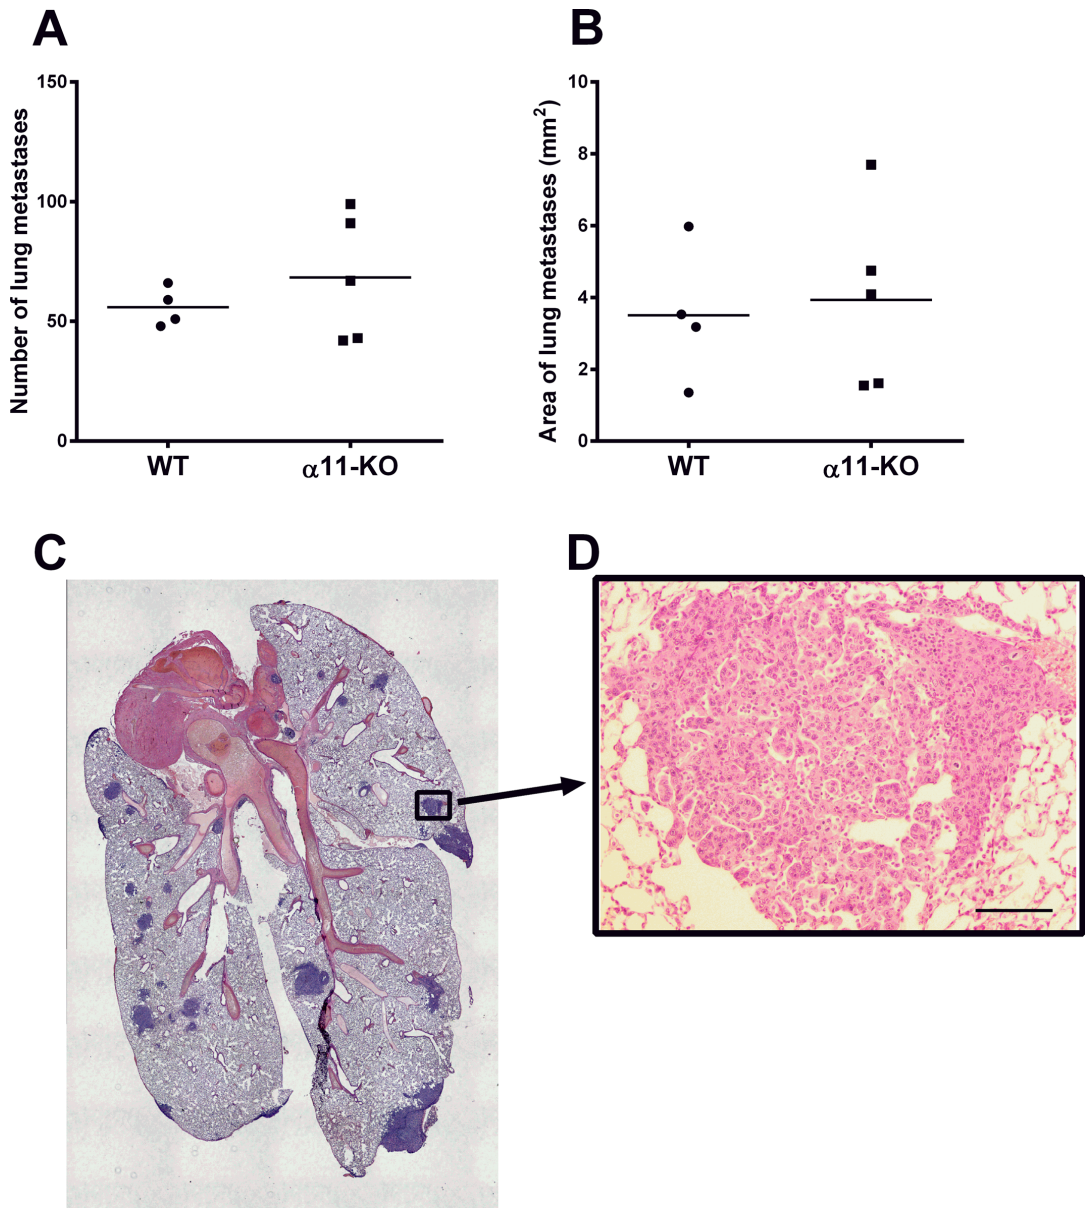 A
Number of lung metastases
150
100
50
0
WT
α11-KO
B
Area of lung metastases (mm²)
10
8
6
4
2
0
WT
α11-KO
C
D